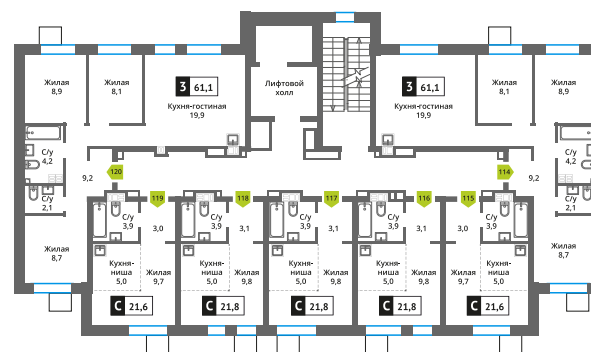 Жилая
8,9
Жилая
8,1
3 61,1
Кухня-гостиная
19,9
Лифтовой
холл
3 61,1
Кухня-гостиная
19,9
Жилая
8,1
Жилая
8,9
С/у
4,2
9,2
120
С/у
2,1
Жилая
8,7
114
9,2
С/у
4,2
С/у
2,1
Жилая
8,7
119
С/у
3,9
3,0
Кухня-
ниша
5,0
Жилая
9,7
С 21,6
118
С/у
3,9
3,1
Кухня-
ниша
5,0
Жилая
9,8
С 21,8
117
С/у
3,9
3,1
Кухня-
ниша
5,0
Жилая
9,8
С 21,8
116
С/у
3,9
3,1
Кухня-
ниша
5,0
Жилая
9,8
С 21,8
115
3,0
С/у
3,9
Жилая
9,7
Кухня-
ниша
5,0
С 21,6